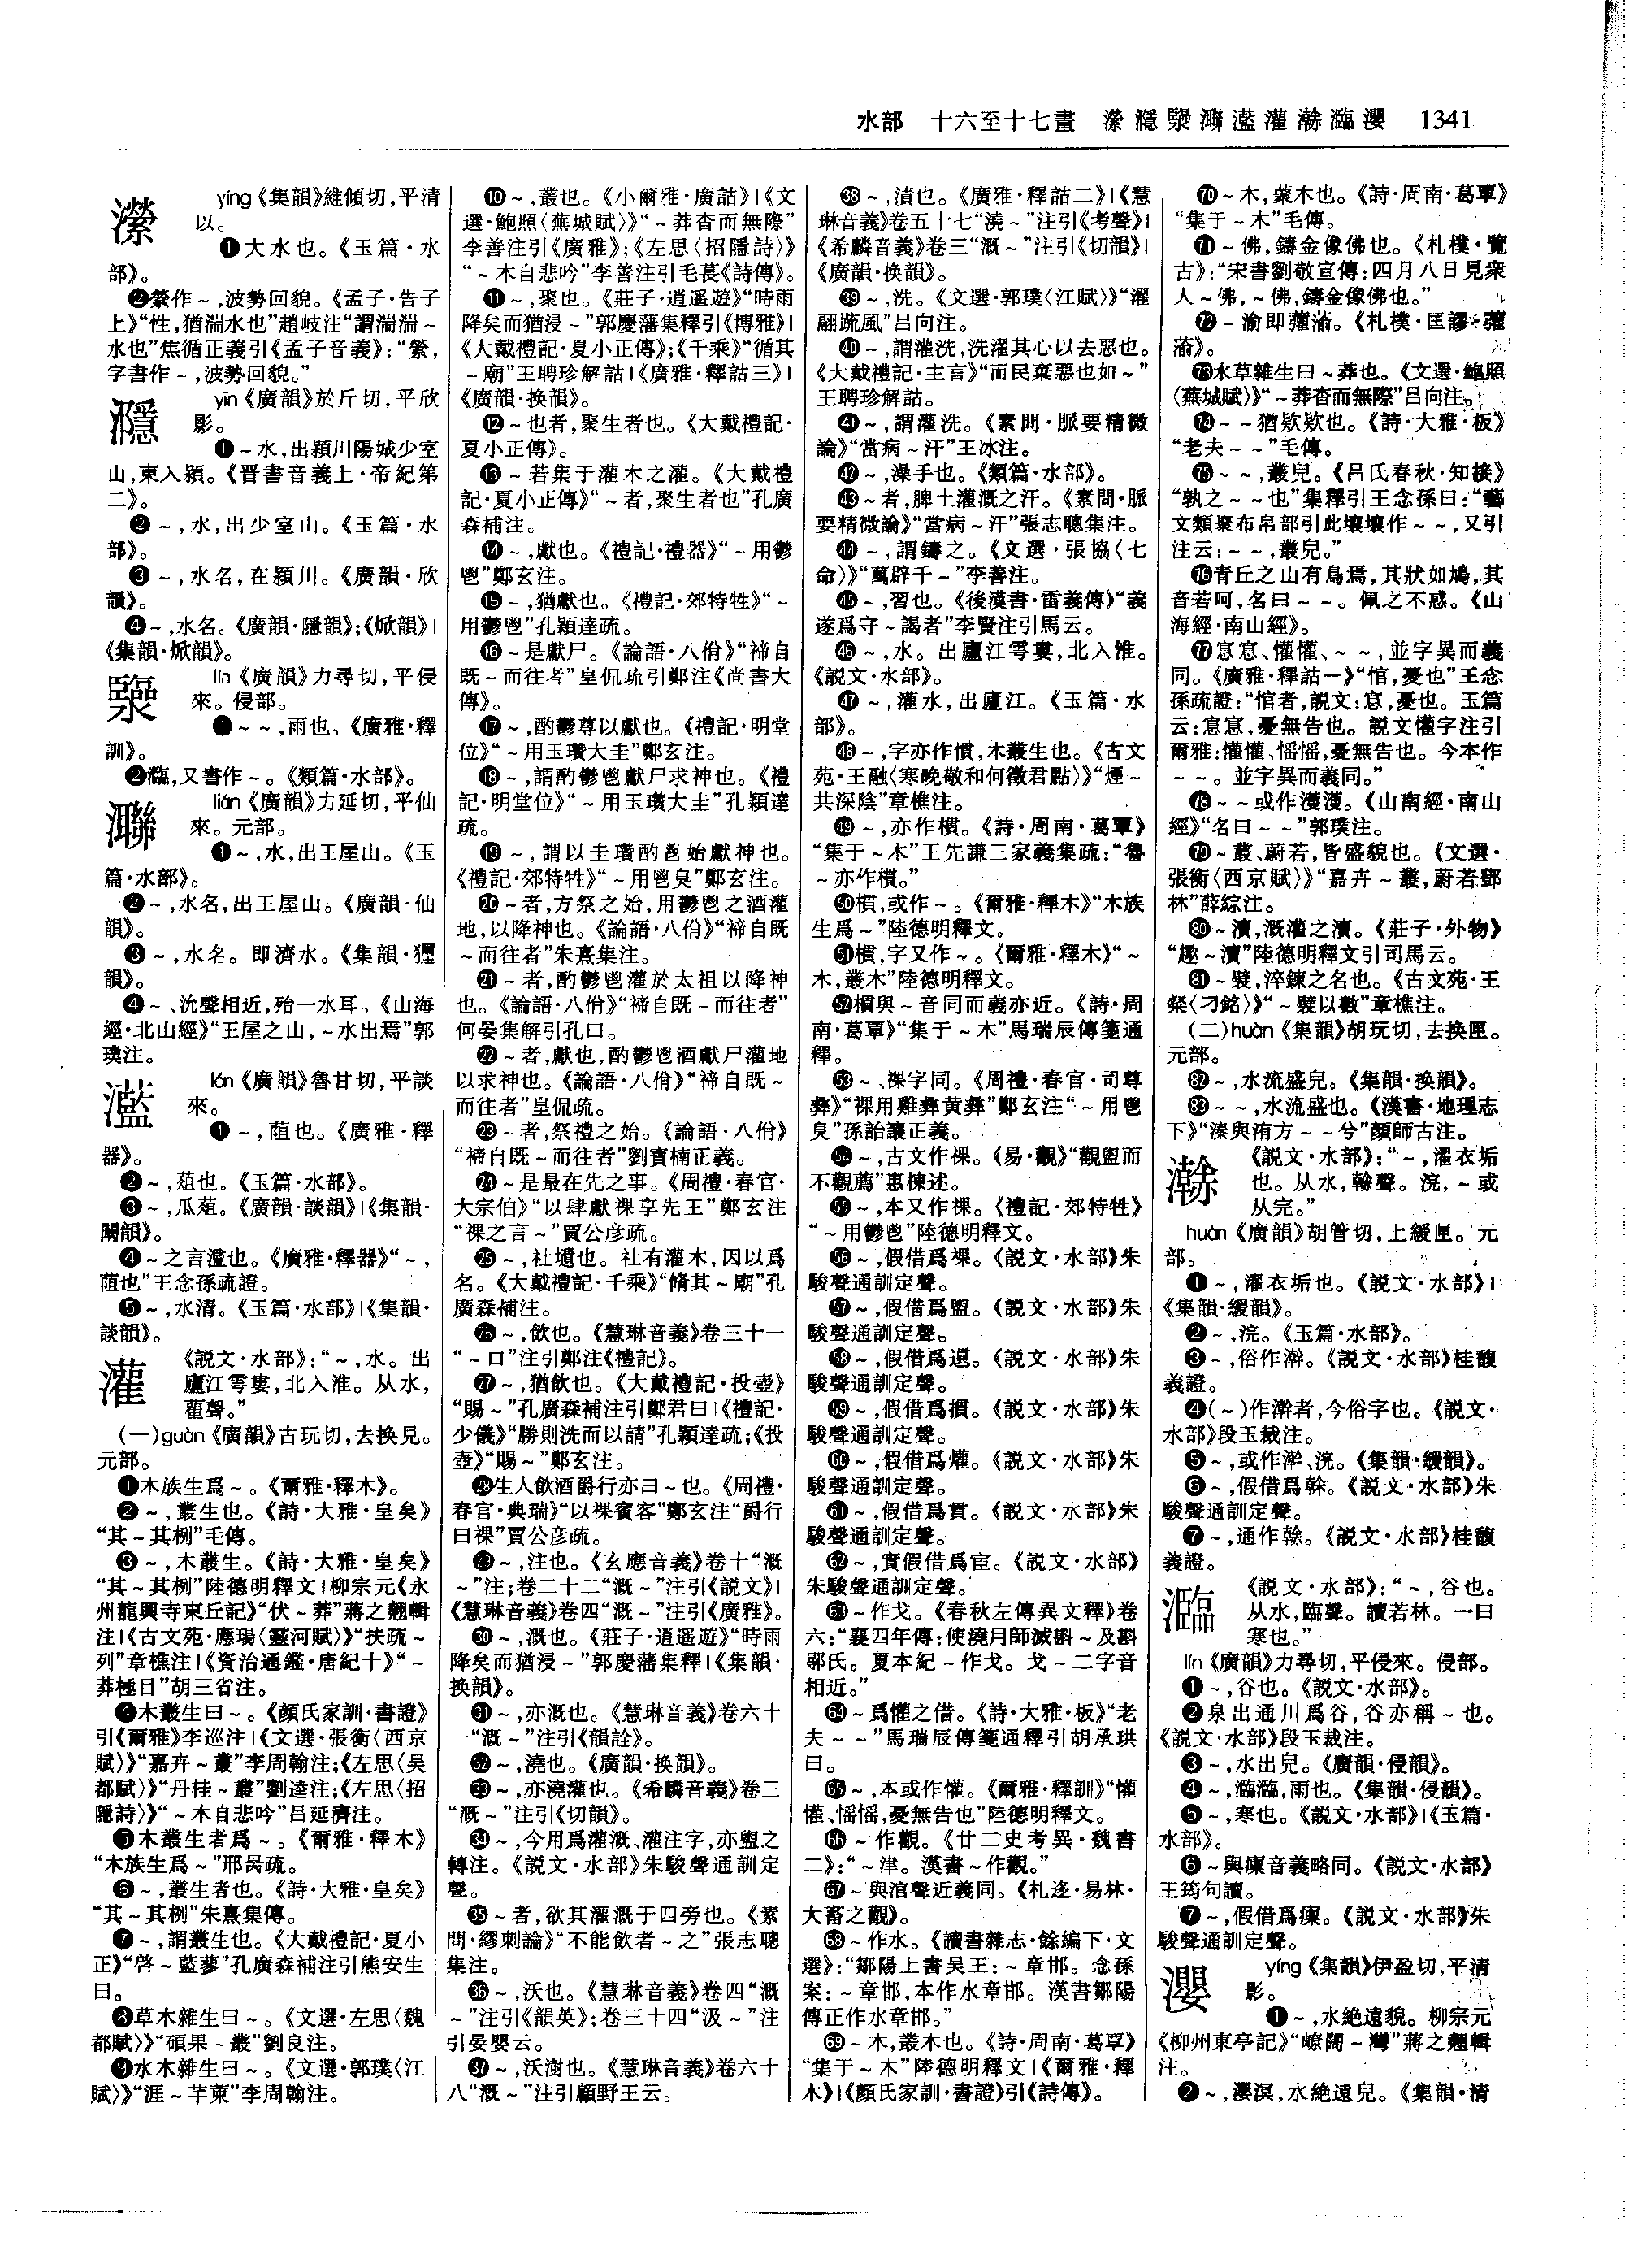 水部　十六至十七畫　瀠㶏㵩㶌灆灌瀚㵉瀴　1341
瀠
yíng《集韻》維傾切，平清
以。
❶大水也。《玉篇·水
部》。
❷縈作～，波勢回貌。《孟子·告子
上》“性，猶湍水也”趙岐注“謂湍湍～
水也”焦循正義引《孟子音義》：“縈，
字書作～，波勢回貌。”
yīn《廣韻》於斤切，平欣
影。
❶～水，出潁川陽城少室
山，東入潁。《晋書音義上·帝紀第
二》。
❷～，水，出少室山。《玉篇·水
部》。
❸～，水名，在潁川。《廣韻·欣
韻》。
❹～，水名。《廣韻·隱韻》；《焮韻》|
《集韻·焮韻》。
lín《廣韻》力尋切，平侵
來。侵部。
❶～～，雨也。《廣雅·釋
訓》。
❷㵉，又書作～。《類篇·水部》。
lián《廣韻》力延切，平仙
來。元部。
❶～，水，出王屋山。《玉
篇·水部》。
❷～，水名，出王屋山。《廣韻·仙
韻》。
❸～，水名。即濟水。《集韻·𤣗
韻》。
❹～、沇聲相近，殆一水耳。《山海
經·北山經》“王屋之山，～水出焉”郭
璞注。
灆
lán《廣韻》魯甘切，平談
來。
❶～，菹也。《廣雅·釋
器》。
❷～，葅也。《玉篇·水部》。
❸～，瓜葅。《廣韻·談韻》|《集韻·
闞韻》。
❹～之言濫也。《廣雅·釋器》“～，
菹也”王念孫疏證。
❺～，水清。《玉篇·水部》|《集韻·
談韻》。
灌
《説文·水部》：“～，水。出
廬江雩婁，北入淮。从水，
雚聲。”
（一）guàn《廣韻》古玩切，去换見。
元部。
❶木族生爲～。《爾雅·釋木》。
❷～，叢生也。《詩·大雅·皇矣》
“其～其栵”毛傳。
❸～，木叢生。《詩·大雅·皇矣》
“其～其栵”陸德明釋文|柳宗元《永
州龍興寺東丘記》“伏～莽”蔣之翹輯
注|《古文苑·應瑒〈靈河賦〉》“扶疏～
列”章樵注|《資治通鑑·唐紀十》“～
莽極目”胡三省注。
❹木叢生曰～。《顏氏家訓·書證》
引《爾雅》李巡注|《文選·張衡〈西京
賦〉》“嘉卉～叢”李周翰注；《左思〈吴
都賦〉》“丹桂～叢”劉逵注；《左思〈招
隱詩〉》“～木自悲吟”吕延濟注。
❺木叢生者爲～。《爾雅·釋木》
“木族生爲～”邢昺疏。
❻～，叢生者也。《詩·大雅·皇矣》
“其～其栵”朱熹集傳。
❼～，謂叢生也。《大戴禮記·夏小
正》“啓～藍蓼”孔廣森補注引熊安生
曰。
❽草木雜生曰～。《文選·左思〈魏
都賦〉》“碩果～叢”劉良注。
❾水木雜生曰～。《文選·郭璞〈江
賦〉》“涯～芊萰”李周翰注。
❿～，叢也。《小爾雅·廣詁》|《文
選·鮑照〈蕪城賦〉》“～莽杳而無際”
李善注引《廣雅》；《左思〈招隱詩〉》
“～木自悲吟”李善注引毛萇《詩傳》。
⓫～，聚也。《莊子·逍遥遊》“時雨
降矣而猶浸～”郭慶藩集釋引《博雅》|
《大戴禮記·夏小正傳》；《千乘》“循其
～廟”王聘珍解詁|《廣雅·釋詁三》|
《廣韻·换韻》。
⓬～也者，聚生者也。《大戴禮記·
夏小正傳》。
⓭～若集于灌木之灌。《大戴禮
記·夏小正傳》“～者，聚生者也”孔廣
森補注。
⓮～，獻也。《禮記·禮器》“～用鬱
鬯”鄭玄注。
⓯～，猶獻也。《禮記·郊特牲》“～
用鬱鬯”孔穎達疏。
⓰～是獻尸。《論語·八佾》“禘自
既～而往者”皇侃疏引鄭注《尚書大
傳》。
⓱～，酌鬱尊以獻也。《禮記·明堂
位》“～用玉瓚大圭”鄭玄注。
⓲～，謂酌鬱鬯獻尸求神也。《禮
記·明堂位》“～用玉瓚大圭”孔穎達
疏。
⓳～，謂以圭瓚酌鬯始獻神也。
《禮記·郊特牲》“～用鬯臭”鄭玄注。
⓴～者，方祭之始，用鬱鬯之酒灌
地，以降神也。《論語·八佾》“禘自既
～而往者”朱熹集注。
㉑～者，酌鬱鬯灌於太祖以降神
也。《論語·八佾》“禘自既～而往者”
何晏集解引孔曰。
㉒～者，獻也，酌鬱鬯酒獻尸灌地
以求神也。《論語·八佾》“禘自既～
而往者”皇侃疏。
㉓～者，祭禮之始。《論語·八佾》
“禘自既～而往者”劉寶楠正義。
㉔～是最在先之事。《周禮·春官·
大宗伯》“以肆獻祼享先王”鄭玄注
“祼之言～”賈公彦疏。
㉕～，社壝也。社有灌木，因以爲
名。《大戴禮記·千乘》“脩其～廟”孔
廣森補注。
㉖～，飲也。《慧琳音義》卷三十一
“～口”注引鄭注《禮記》。
㉗～，猶飲也。《大戴禮記·投壺》
“賜～”孔廣森補注引鄭君曰|《禮記·
少儀》“勝則洗而以請”孔穎達疏；《投
壺》“賜～”鄭玄注。
㉘生人飲酒爵行亦曰～也。《周禮·
春官·典瑞》“以祼賓客”鄭玄注“爵行
曰祼”賈公彦疏。
㉙～，注也。《玄應音義》卷十“溉
～”注；卷二十二“溉～”注引《説文》|
《慧琳音義》卷四“溉～”注引《廣雅》。
㉚～，溉也。《莊子·逍遥遊》“時雨
降矣而猶浸～”郭慶藩集釋|《集韻·
换韻》。
㉛～，亦溉也。《慧琳音義》卷六十
一“溉～”注引《韻詮》。
㉜～，澆也。《廣韻·换韻》。
㉝～，亦澆灌也。《希麟音義》卷三
“溉～”注引《切韻》。
㉞～，今用爲灌溉、灌注字，亦盥之
轉注。《説文·水部》朱駿聲通訓定
聲。
㉟～者，欲其灌溉于四旁也。《素
問·繆刺論》“不能飲者～之”張志聰
集注。
㊱～，沃也。《慧琳音義》卷四“溉
～”注引《韻英》；卷三十四“汲～”注
引晏嬰云。
㊲～，沃澍也。《慧琳音義》卷六十
八“溉～”注引顧野王云。
㊳～，漬也。《廣雅·釋詁二》|《慧
琳音義》卷五十七“澆～”注引《考聲》|
《希麟音義》卷三“溉～”注引《切韻》|
《廣韻·换韻》。
㊴～，洗。《文選·郭璞〈江賦〉》“濯
翮疏風”吕向注。
㊵～，謂灌洗，洗濯其心以去惡也。
《大戴禮記·主言》“而民棄惡也如～”
王聘珍解詁。
㊶～，謂灌洗。《素問·脈要精微
論》“當病～汗”王冰注。
㊷～，澡手也。《類篇·水部》。
㊸～者，脾土灌溉之汗。《素問·脈
要精微論》“當病～汗”張志聰集注。
㊹～，謂鑄之。《文選·張協〈七
命〉》“萬辟千～”李善注。
㊺～，習也。《後漢書·雷義傳》“義
遂爲守～謁者”李賢注引馬云。
㊻～，水。出廬江雩婁，北入淮。
《説文·水部》。
㊼～，灌水，出廬江。《玉篇·水
部》。
㊽～，字亦作慣，木叢生也。《古文
苑·王融〈寒晚敬和何徵君點〉》“煙～
共深陰”章樵注。
㊾～，亦作樌。《詩·周南·葛覃》
“集于～木”王先謙三家義集疏：“魯
～亦作樌。”
㊿樌，或作～。《爾雅·釋木》“木族
生爲～”陸德明釋文。
51樌，字又作～。《爾雅·釋木》“～
木，叢木”陸德明釋文。
52樌與～音同而義亦近。《詩·周
南·葛覃》“集于～木”馬瑞辰傳箋通
釋。
53～、祼字同。《周禮·春官·司尊
彝》“祼用雞彝黄彝”鄭玄注“～用鬯
臭”孫詒讓正義。
54～，古文作祼。《易·觀》“觀盥而
不觀薦”惠棟述。
55～，本又作祼。《禮記·郊特牲》
“～用鬱鬯”陸德明釋文。
56～，假借爲祼。《説文·水部》朱
駿聲通訓定聲。
57～，假借爲盥。《説文·水部》朱
駿聲通訓定聲。
58～，假借爲遺。《説文·水部》朱
駿聲通訓定聲。
59～，假借爲摜。《説文·水部》朱
駿聲通訓定聲。
60～，假借爲爟。《説文·水部》朱
駿聲通訓定聲。
61～，假借爲貫。《説文·水部》朱
駿聲通訓定聲。
62～，實假借爲官。《説文·水部》
朱駿聲通訓定聲。
63～作戈。《春秋左傳異文釋》卷
六：“襄四年傳：使澆用師滅斟～及斟
鄩氏。夏本紀～作戈。戈～二字音
相近。”
64～爲懽之借。《詩·大雅·板》“老
夫～～”馬瑞辰傳箋通釋引胡承珙
曰。
65～，本或作懽。《爾雅·釋訓》“懽
懽、愮愮，憂無告也”陸德明釋文。
66～作觀。《廿二史考異·魏書
二》：“～津。漢書～作觀。”
67～與涫聲近義同。《札迻·易林·
大畜之觀》。
68～作水。《讀書雜志·餘編下·文
選》：“鄒陽上書吴王：～章邯。念孫
案：～章邯，本作水章邯。漢書鄒陽
傳正作水章邯。”
69～木，叢木也。《詩·周南·葛覃》
“集于～木”陸德明釋文|《爾雅·釋
木》|《顏氏家訓·書證》引《詩傳》。
70～木，藂木也。《詩·周南·葛覃》
“集于～木”毛傳。
71～佛，鑄金像佛也。《札樸·覽
古》：“宋書劉敬宣傳：四月八日見衆
人～佛，～佛，鑄金像佛也。”
72～渝即虇渝。《札樸·匡謬·虇
渝》。
73水草雜生曰～莽也。《文選·鮑照
〈蕪城賦〉》“～莽杳而無際”吕向注。
74～～猶款款也。《詩·大雅·板》
“老夫～～”毛傳。
75～～，叢皃。《吕氏春秋·知接》
“孰之～～也”集釋引王念孫曰：“藝
文類聚布帛部引此壤壤作～～，又引
注云：～～，叢皃。”
76青丘之山有鳥焉，其狀如鳩，其
音若呵，名曰～～。佩之不惑。《山
海經·南山經》。
77悹悹、懽懽、～～，並字異而義
同。《廣雅·釋詁一》“悺，憂也”王念
孫疏證：“悺者，説文：悹，憂也。玉篇
云：悹悹，憂無告也。説文懽字注引
爾雅：懽懽、愮愮，憂無告也。今本作
～～。並字異而義同。”
78～～或作濩濩。《山南經·南山
經》“名曰～～”郭璞注。
79～叢、蔚若，皆盛貌也。《文選·
張衡〈西京賦〉》“嘉卉～叢，蔚若鄧
林”薛綜注。
80～瀆，溉灌之瀆。《莊子·外物》
“趣～瀆”陸德明釋文引司馬云。
81～襞，淬鍊之名也。《古文苑·王
粲〈刁銘〉》“～襞以數”章樵注。
（二）huàn《集韻》胡玩切，去换匣。
元部。
82～，水流盛皃。《集韻·换韻》。
83～～，水流盛也。《漢書·地理志
下》“溱與洧方～～兮”顔師古注。
《説文·水部》：“～，濯衣垢
也。从水，榦聲。浣，～或
从完。”
huàn《廣韻》胡管切，上緩匣。元
部。
❶～，濯衣垢也。《説文·水部》|
《集韻·緩韻》。
❷～，浣。《玉篇·水部》。
❸～，俗作澣。《説文·水部》桂馥
義證。
❹（～）作澣者，今俗字也。《説文·
水部》段玉裁注。
❺～，或作澣、浣。《集韻·緩韻》。
❻～，假借爲榦。《説文·水部》朱
駿聲通訓定聲。
❼～，通作榦。《説文·水部》桂馥
義證。
《説文·水部》：“～，谷也。
从水，臨聲。讀若林。一曰
寒也。”
lín《廣韻》力尋切，平侵來。侵部。
❶～，谷也。《説文·水部》。
❷泉出通川爲谷，谷亦稱～也。
《説文·水部》段玉裁注。
❸～，水出皃。《廣韻·侵韻》。
❹～，㵉㵉，雨也。《集韻·侵韻》。
❺～，寒也。《説文·水部》|《玉篇·
水部》。
❻～與癛音義略同。《説文·水部》
王筠句讀。
❼～，假借爲凜。《説文·水部》朱
駿聲通訓定聲。
瀴
yíng《集韻》伊盈切，平清
影。
❶～，水絶遠貌。柳宗元
《柳州東亭記》“嶛闊～灣”蔣之翹輯
注。
❷～，瀴溟，水絶遠皃。《集韻·清